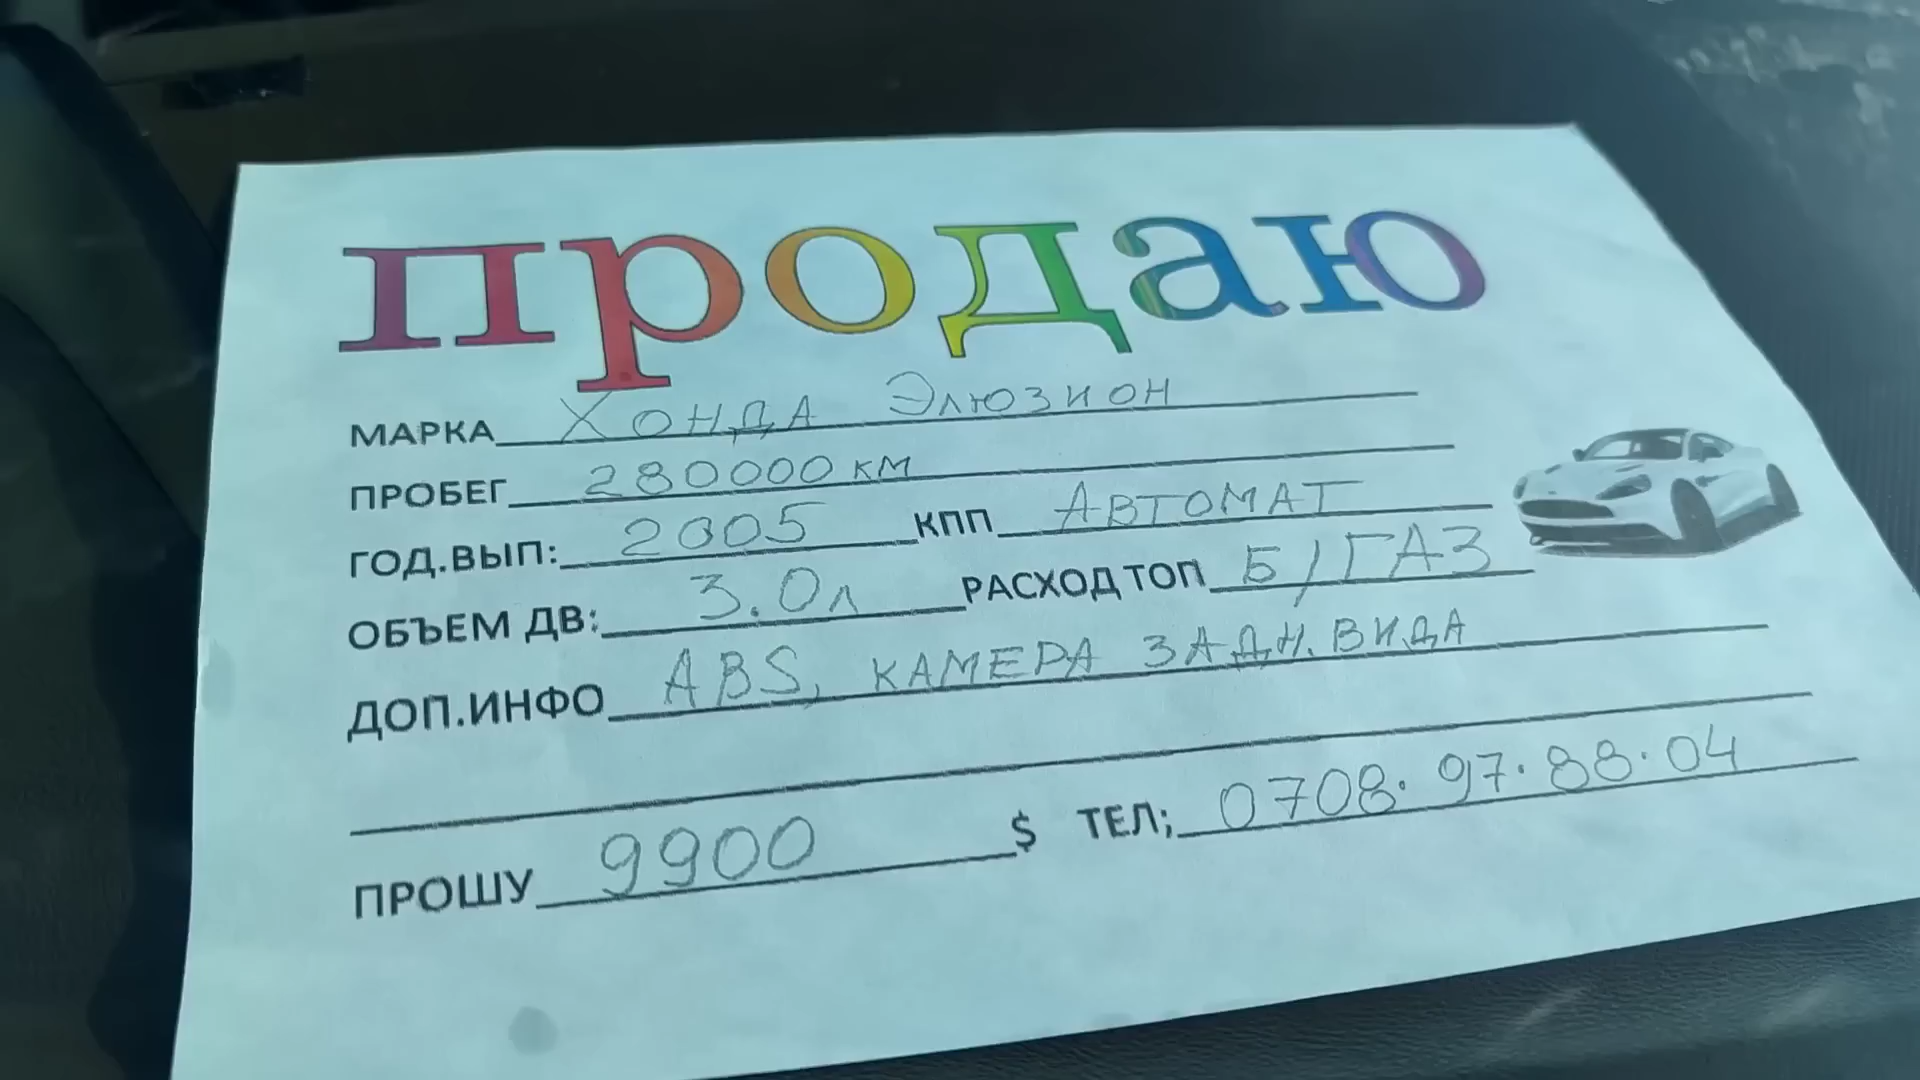 продаю
МАРКА ХОНДА ЭЛЮЗИОН
ПРОБЕГ 280000 КМ
ГОД.ВЫП: 2005 КПП АВТОМАТ
ОБЪЕМ ДВ: 3.0л РАСХОД ТОП Б/ГАЗ
ДОП.ИНФО ABS, КАМЕРА ЗАДН. ВИДА
ПРОШУ 9900 $ ТЕЛ; 0708·97·88·04